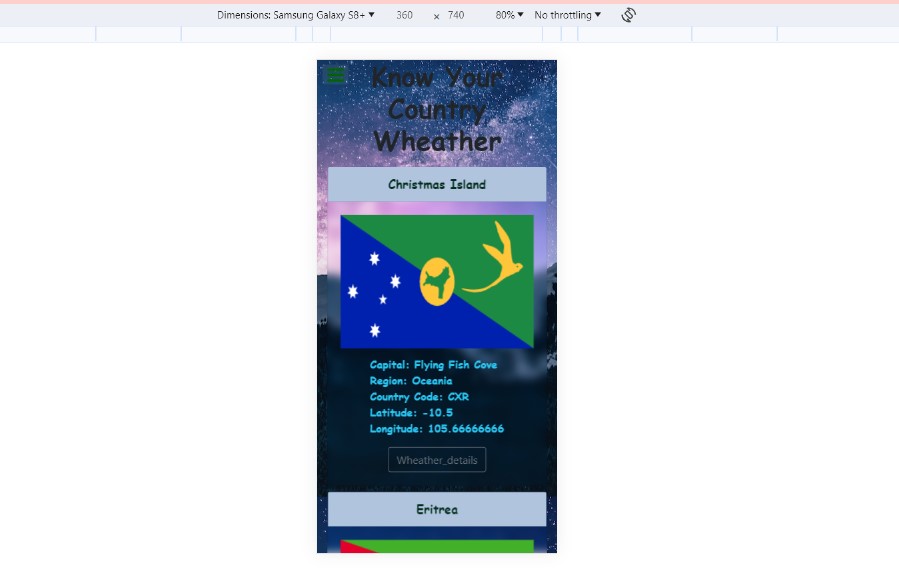 Dimensions: Samsung Galaxy S8+ 360 × 740 80% No throttling
Know Your
Country
Wheather
Christmas Island
Capital: Flying Fish Cove
Region: Oceania
Country Code: CXR
Latitude: -10.5
Longitude: 105.66666666
Wheather_details
Eritrea